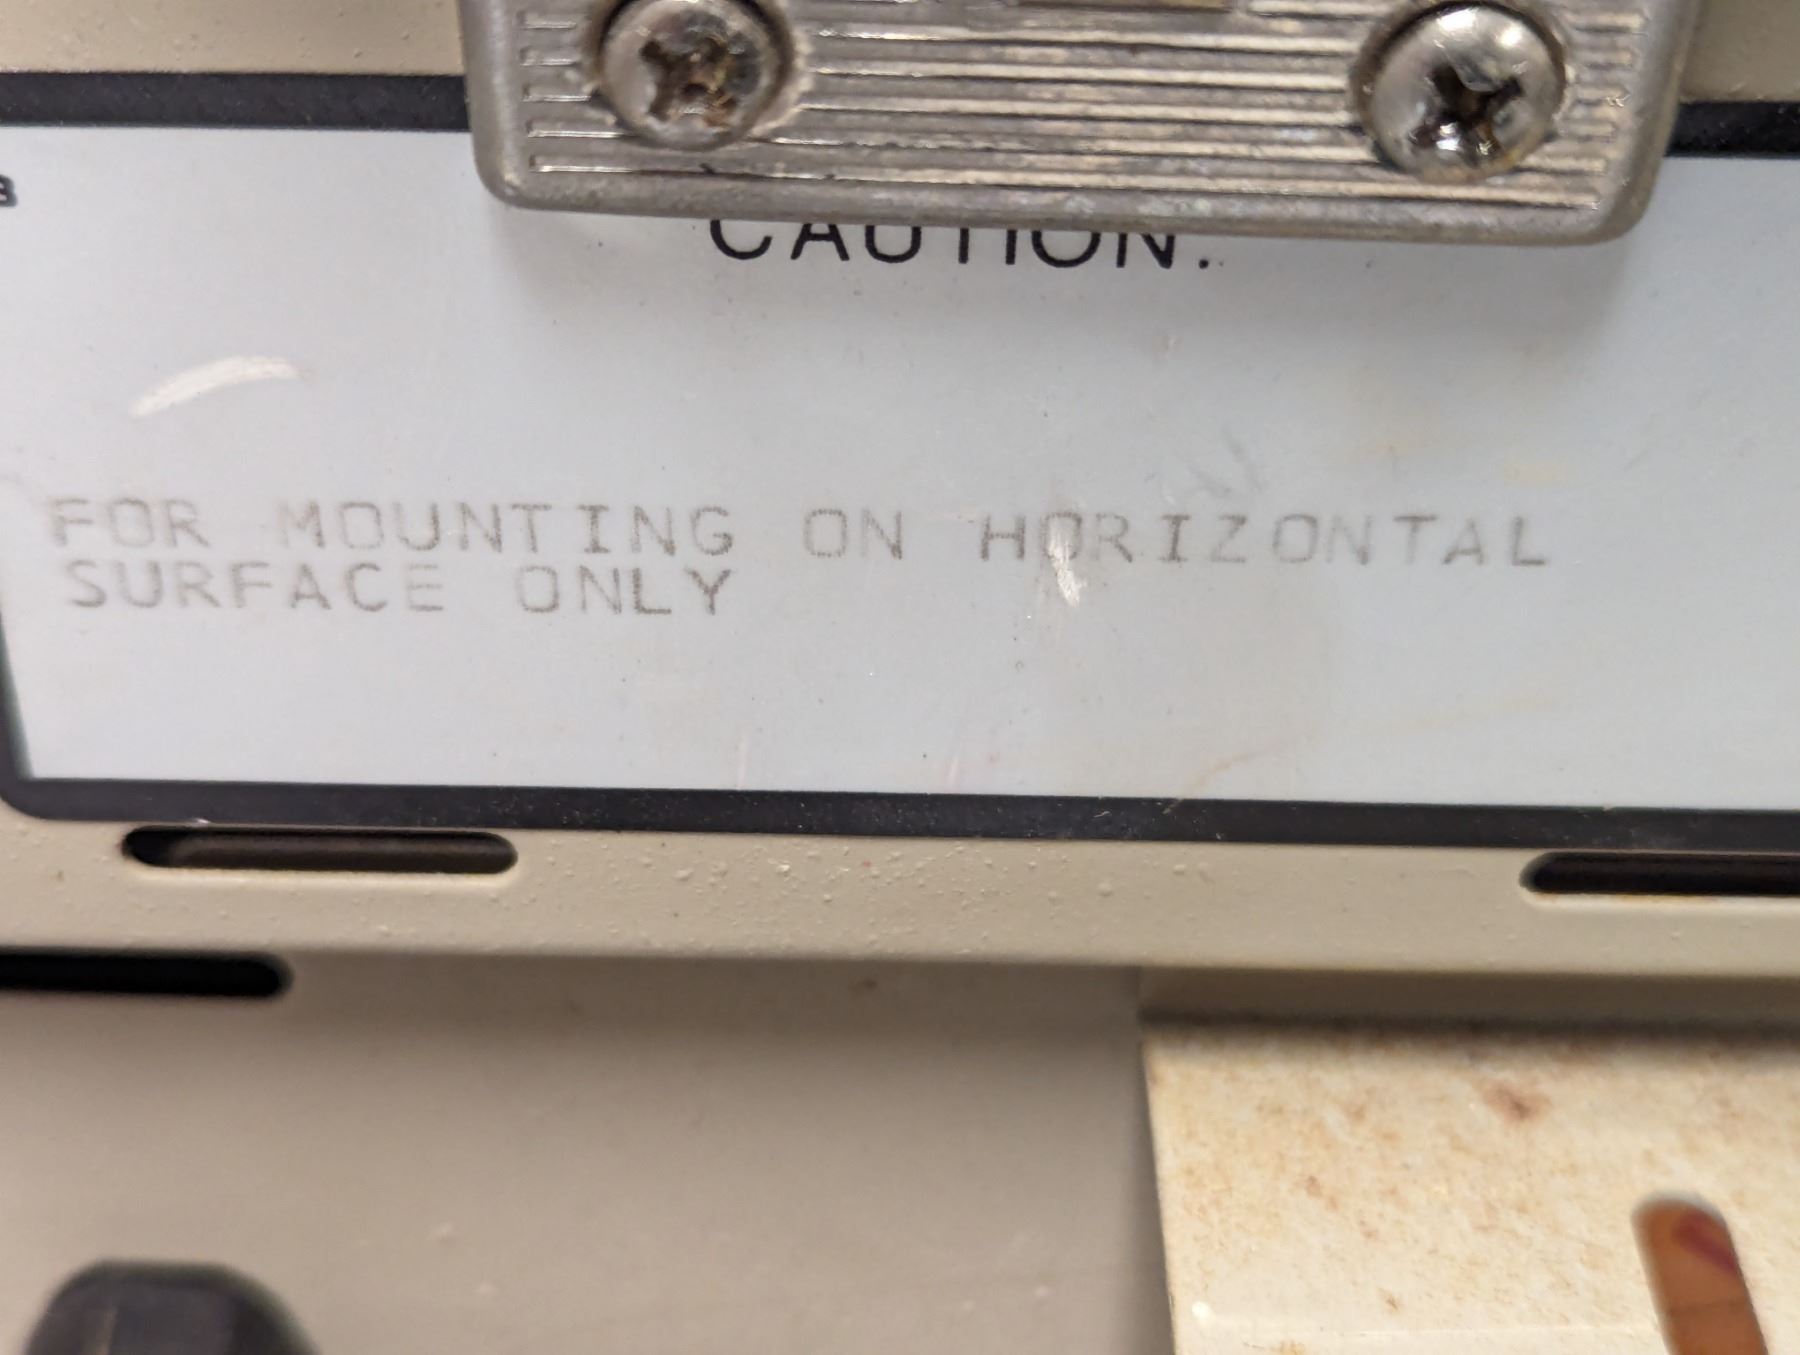 CAUTION:
FOR MOUNTING ON HORIZONTAL
SURFACE ONLY